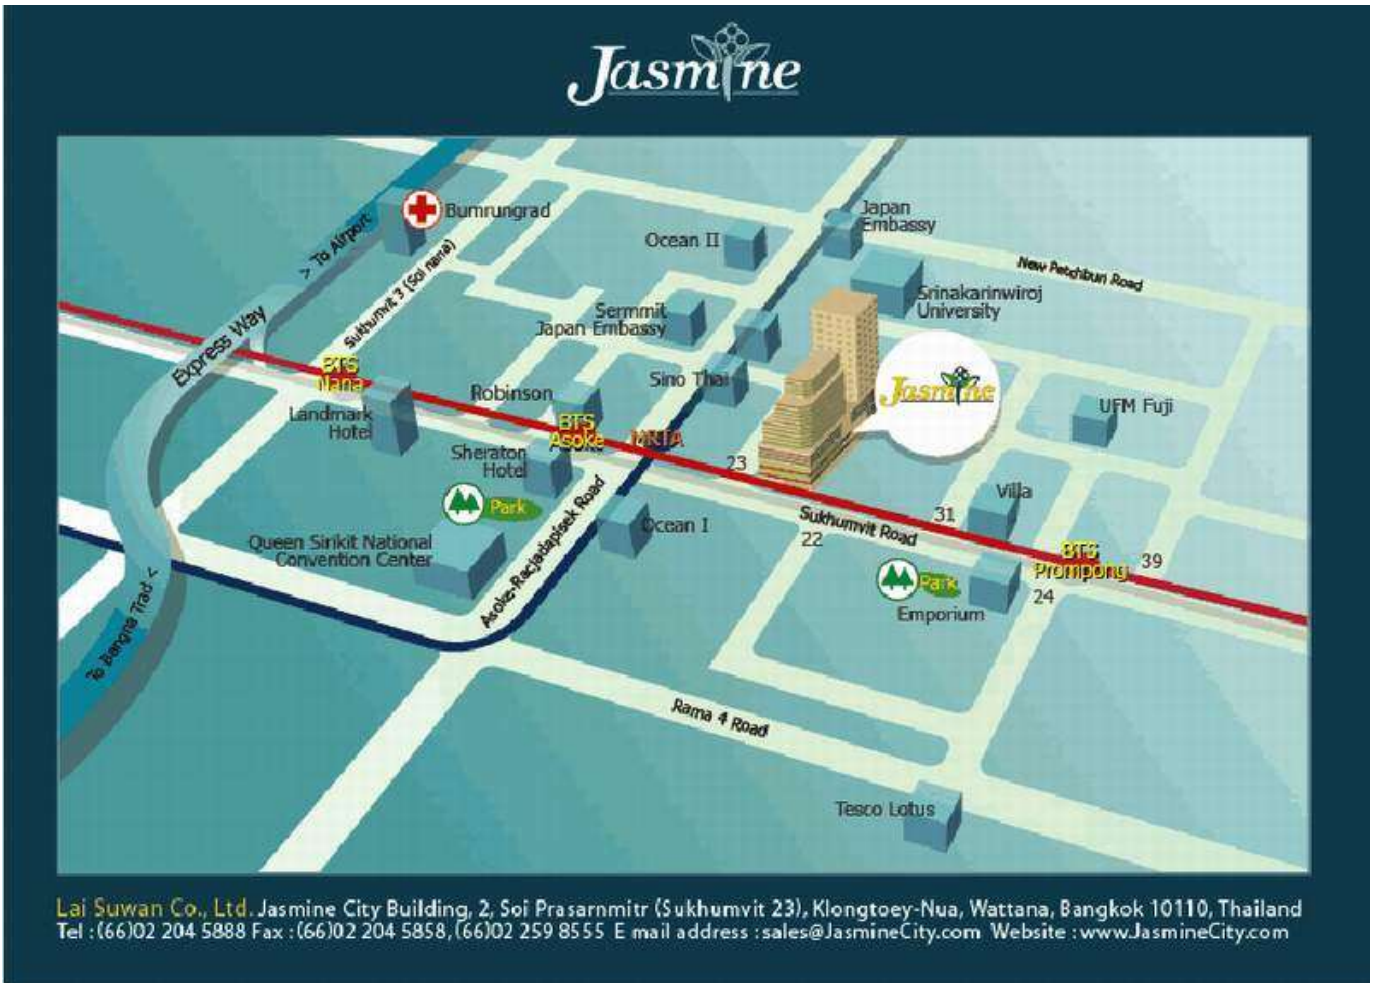 Jasmine
Bumrungrad
> To Airport
Sukhumvit 3 (Soi nana)
Express Way
Ocean II
Japan
Embassy
New Petchburi Road
Srinakarinwiroj
University
Sermmit
Japan Embassy
Sino Thai
Jasmine
UFM Fuji
BTS
Nana
Landmark
Hotel
Robinson
BTS
Asoke
MRTA
Sheraton
Hotel
Park
23
Villa
31
Sukhumvit Road
22
Ocean I
Asoke-Racjadapisek Road
Queen Sirikit National
Convention Center
BTS
Prompong
39
24
Park
Emporium
To Bangna Trad <
Rama 4 Road
Tesco Lotus
Lai Suwan Co., Ltd. Jasmine City Building, 2, Soi Prasarnmitr (Sukhumvit 23), Klongtoey-Nua, Wattana, Bangkok 10110, Thailand
Tel :(66)02 204 5888 Fax :(66)02 204 5858, (66)02 259 8555 E mail address :sales@JasmineCity.com Website :www.JasmineCity.com